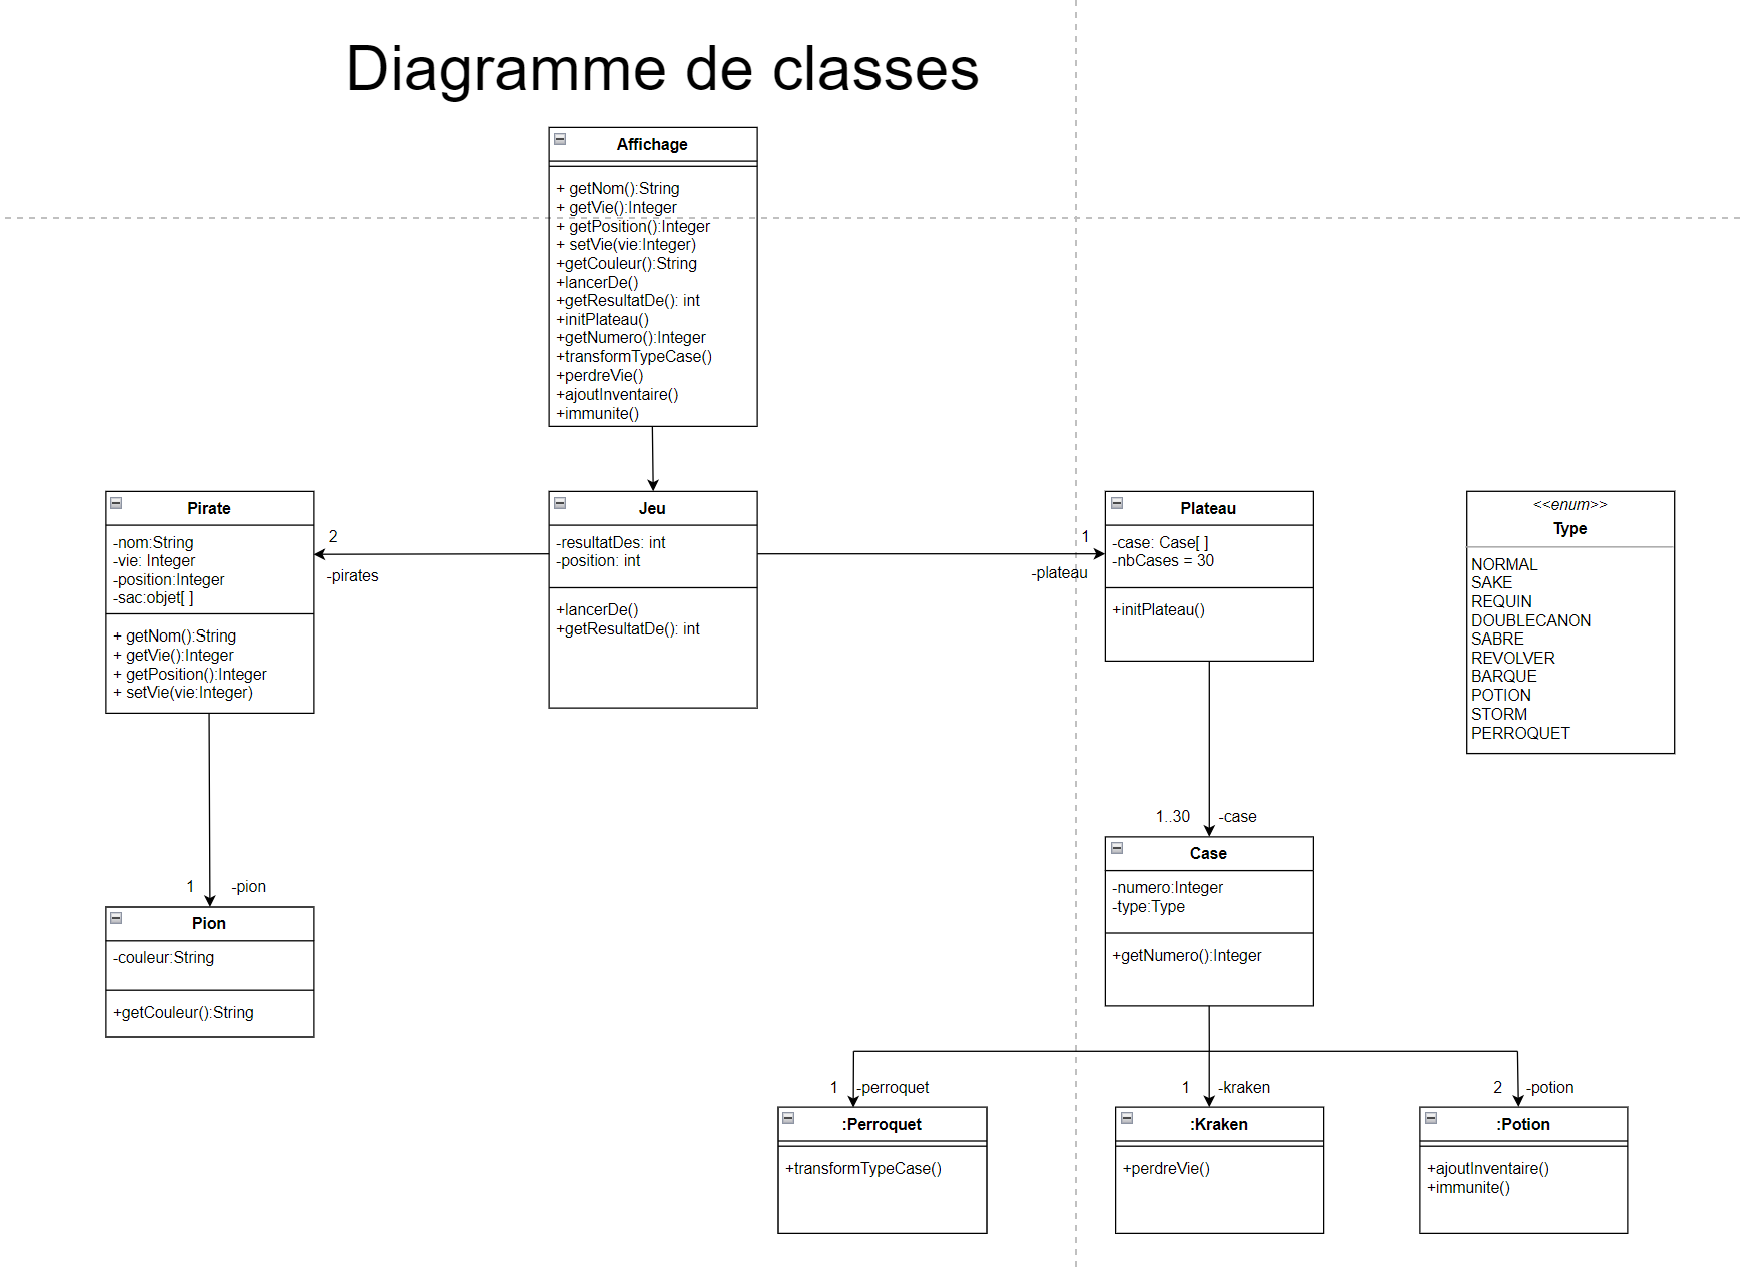 Diagramme de classes
Affichage
+ getNom():String
+ getVie():Integer
+ getPosition():Integer
+ setVie(vie:Integer)
+getCouleur():String
+lancerDe()
+getResultatDe(): int
+initPlateau()
+getNumero():Integer
+transformTypeCase()
+perdreVie()
+ajoutInventaire()
+immunite()
Pirate
-nom:String
-vie: Integer
-position:Integer
-sac:objet[ ]
+ getNom():String
+ getVie():Integer
+ getPosition():Integer
+ setVie(vie:Integer)
2
-pirates
Jeu
-resultatDes: int
-position: int
+lancerDe()
+getResultatDe(): int
1
-plateau
Plateau
-case: Case[ ]
-nbCases = 30
+initPlateau()
<<enum>>
Type
NORMAL
SAKE
REQUIN
DOUBLECANON
SABRE
REVOLVER
BARQUE
POTION
STORM
PERROQUET
1..30 -case
Case
-numero:Integer
-type:Type
+getNumero():Integer
1 -pion
Pion
-couleur:String
+getCouleur():String
1 -perroquet
:Perroquet
+transformTypeCase()
1 -kraken
:Kraken
+perdreVie()
2 -potion
:Potion
+ajoutInventaire()
+immunite()